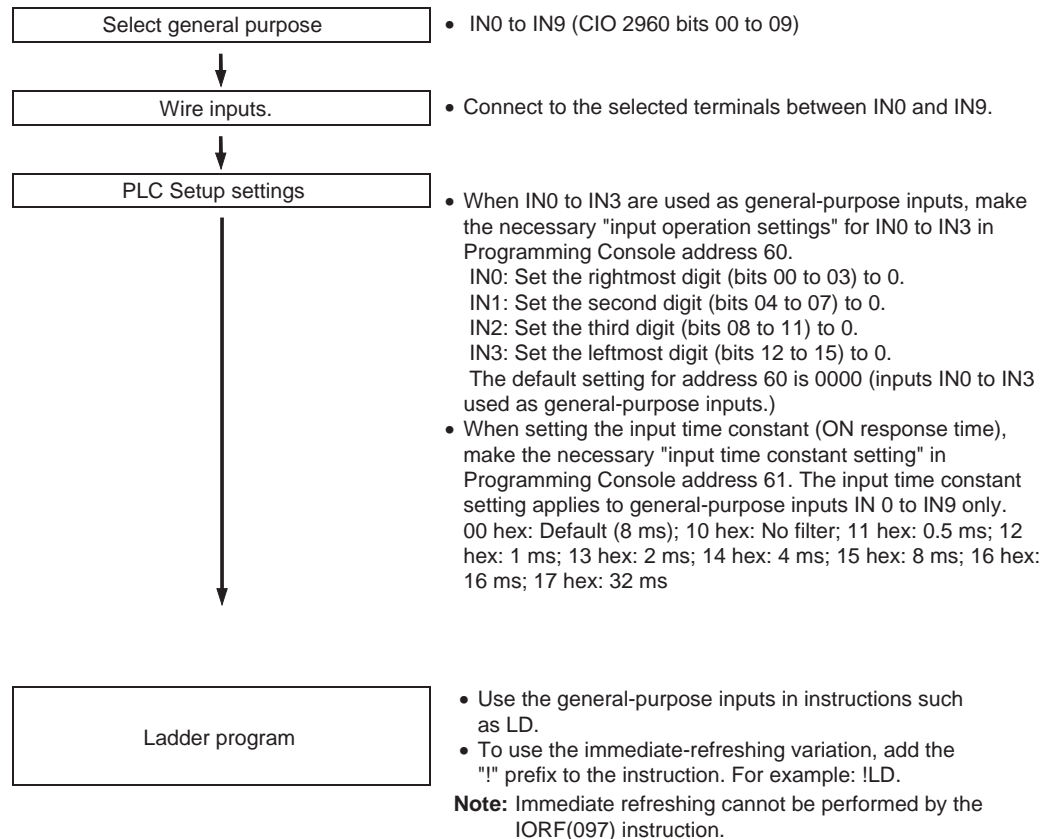 Select general purpose
• IN0 to IN9 (CIO 2960 bits 00 to 09)
Wire inputs.
• Connect to the selected terminals between IN0 and IN9.
PLC Setup settings
• When IN0 to IN3 are used as general-purpose inputs, make
the necessary "input operation settings" for IN0 to IN3 in
Programming Console address 60.
IN0: Set the rightmost digit (bits 00 to 03) to 0.
IN1: Set the second digit (bits 04 to 07) to 0.
IN2: Set the third digit (bits 08 to 11) to 0.
IN3: Set the leftmost digit (bits 12 to 15) to 0.
The default setting for address 60 is 0000 (inputs IN0 to IN3
used as general-purpose inputs.)
• When setting the input time constant (ON response time),
make the necessary "input time constant setting" in
Programming Console address 61. The input time constant
setting applies to general-purpose inputs IN 0 to IN9 only.
00 hex: Default (8 ms); 10 hex: No filter; 11 hex: 0.5 ms; 12
hex: 1 ms; 13 hex: 2 ms; 14 hex: 4 ms; 15 hex: 8 ms; 16 hex:
16 ms; 17 hex: 32 ms
Ladder program
• Use the general-purpose inputs in instructions such
as LD.
• To use the immediate-refreshing variation, add the
"!" prefix to the instruction. For example: !LD.
Note: Immediate refreshing cannot be performed by the
IORF(097) instruction.